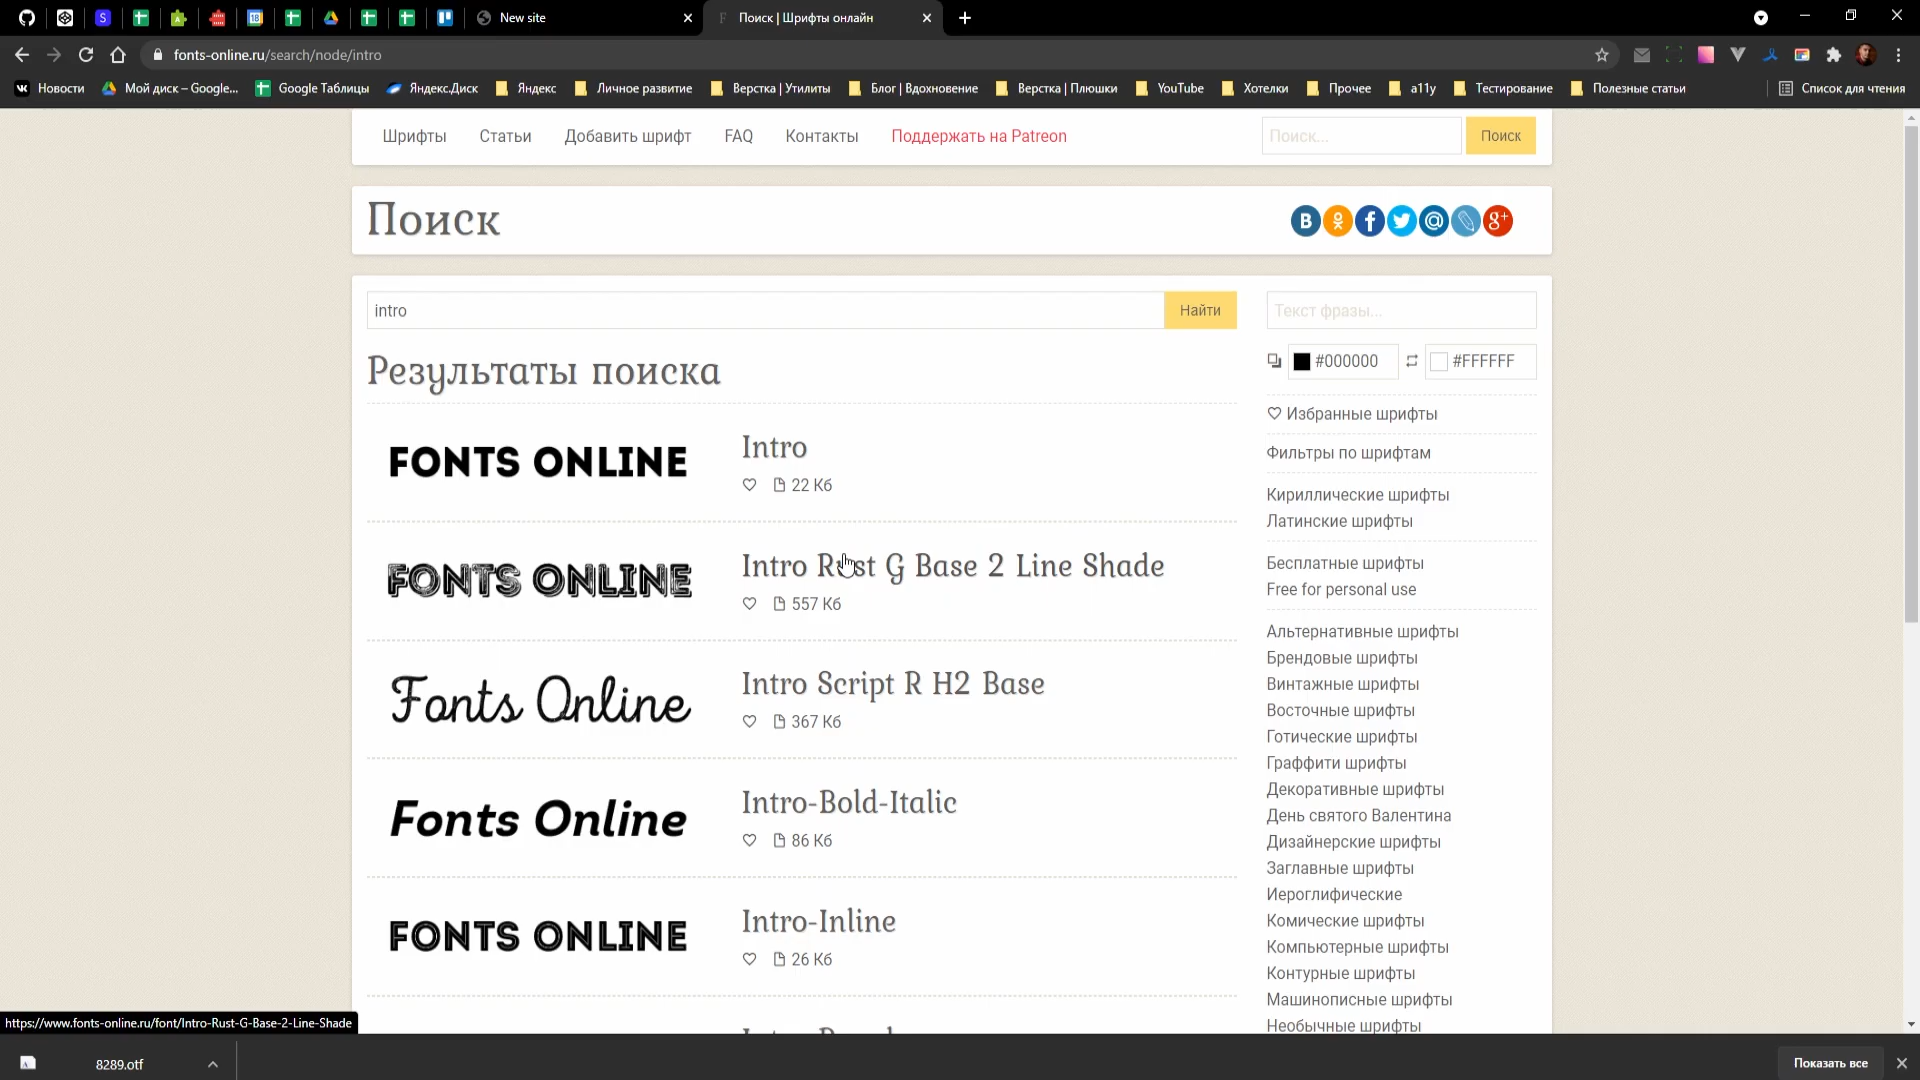 New site
Поиск | Шрифты онлайн
fonts-online.ru/search/node/intro
Новости
Мой диск – Google...
Google Таблицы
Яндекс.Диск
Яндекс
Личное развитие
Верстка | Утилиты
Блог | Вдохновение
Верстка | Плюшки
YouTube
Хотелки
Прочее
a11y
Тестирование
Полезные статьи
Список для чтения
Шрифты
Статьи
Добавить шрифт
FAQ
Контакты
Поддержать на Patreon
Поиск...
Поиск
Поиск
intro
Найти
Результаты поиска
FONTS ONLINE
Intro
22 Кб
FONTS ONLINE
Intro Rust G Base 2 Line Shade
557 Кб
Fonts Online
Intro Script R H2 Base
367 Кб
Fonts Online
Intro-Bold-Italic
86 Кб
FONTS ONLINE
Intro-Inline
26 Кб
Текст фразы...
#000000
#FFFFFF
Избранные шрифты
Фильтры по шрифтам
Кириллические шрифты
Латинские шрифты
Бесплатные шрифты
Free for personal use
Альтернативные шрифты
Брендовые шрифты
Винтажные шрифты
Восточные шрифты
Готические шрифты
Граффити шрифты
Декоративные шрифты
День святого Валентина
Дизайнерские шрифты
Заглавные шрифты
Иероглифические
Комические шрифты
Компьютерные шрифты
Контурные шрифты
Машинописные шрифты
Необычные шрифты
https://www.fonts-online.ru/font/Intro-Rust-G-Base-2-Line-Shade
8289.otf
Показать все